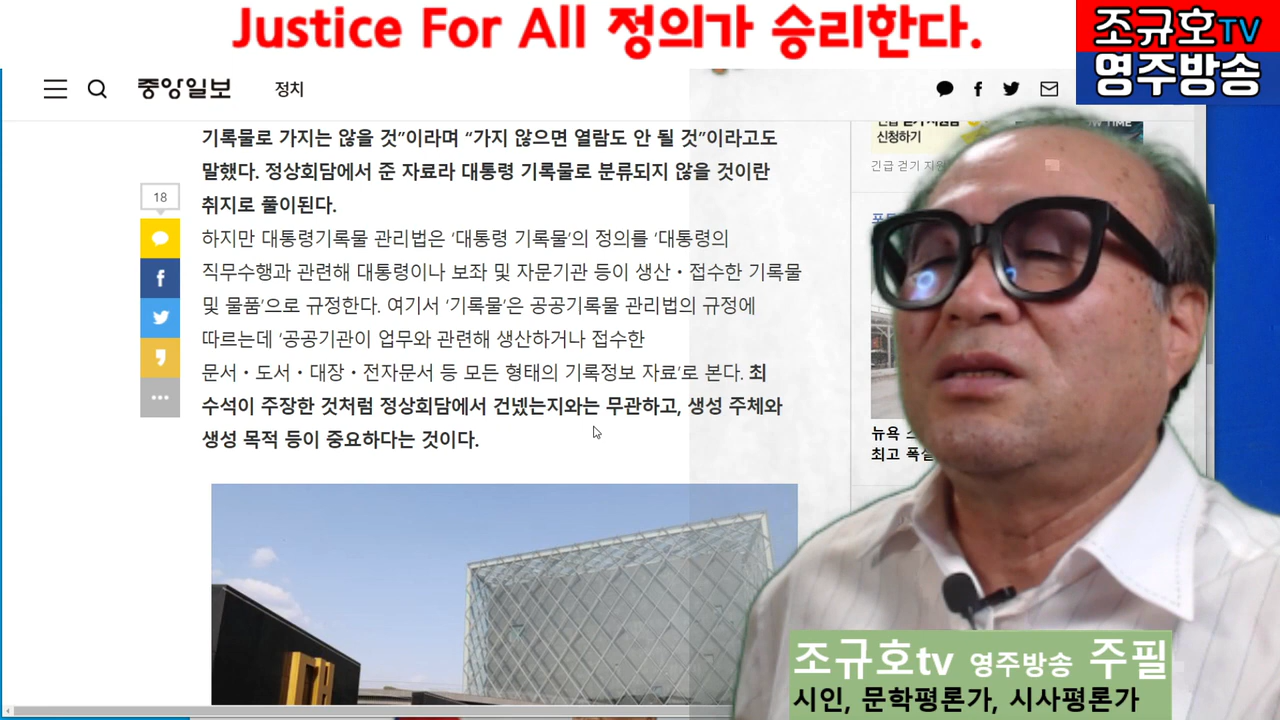 Justice For All 정의가 승리한다.
조규호TV
영주방송
중앙일보
정치
기록물로 가지는 않을 것”이라며 “가지 않으면 열람도 안 될 것”이라고도
말했다. 정상회담에서 준 자료라 대통령 기록물로 분류되지 않을 것이란
취지로 풀이된다.
하지만 대통령기록물 관리법은 ‘대통령 기록물’의 정의를 ‘대통령의
직무수행과 관련해 대통령이나 보좌 및 자문기관 등이 생산・접수한 기록물
및 물품’으로 규정한다. 여기서 ‘기록물’은 공공기록물 관리법의 규정에
따르는데 ‘공공기관이 업무와 관련해 생산하거나 접수한
문서・도서・대장・전자문서 등 모든 형태의 기록정보 자료’로 본다. 최
수석이 주장한 것처럼 정상회담에서 건넸는지와는 무관하고, 생성 주체와
생성 목적 등이 중요하다는 것이다.
18
신청하기
긴급 걷기
뉴욕
최고
조규호tv 영주방송 주필
시인, 문학평론가, 시사평론가